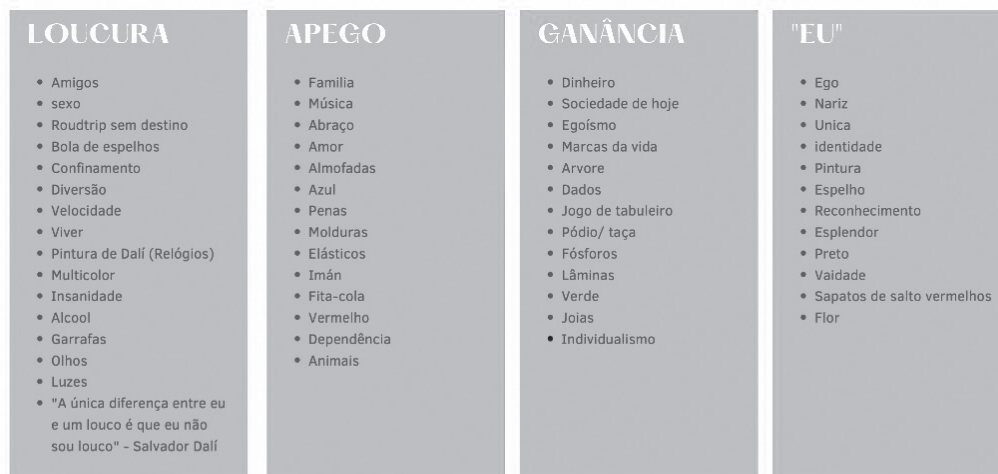 LOUCURA
• Amigos
• sexo
• Roudtrip sem destino
• Bola de espelhos
• Confinamento
• Diversão
• Velocidade
• Viver
• Pintura de Dalí (Relógios)
• Multicolor
• Insanidade
• Alcool
• Garrafas
• Olhos
• Luzes
• "A única diferença entre eu
e um louco é que eu não
sou louco" - Salvador Dalí
APEGO
• Familia
• Música
• Abraço
• Amor
• Almofadas
• Azul
• Penas
• Molduras
• Elásticos
• Imán
• Fita-cola
• Vermelho
• Dependência
• Animais
GANÂNCIA
• Dinheiro
• Sociedade de hoje
• Egoísmo
• Marcas da vida
• Arvore
• Dados
• Jogo de tabuleiro
• Pódio/ taça
• Fósforos
• Lâminas
• Verde
• Joias
• Individualismo
"EU"
• Ego
• Nariz
• Unica
• identidade
• Pintura
• Espelho
• Reconhecimento
• Esplendor
• Preto
• Vaidade
• Sapatos de salto vermelhos
• Flor